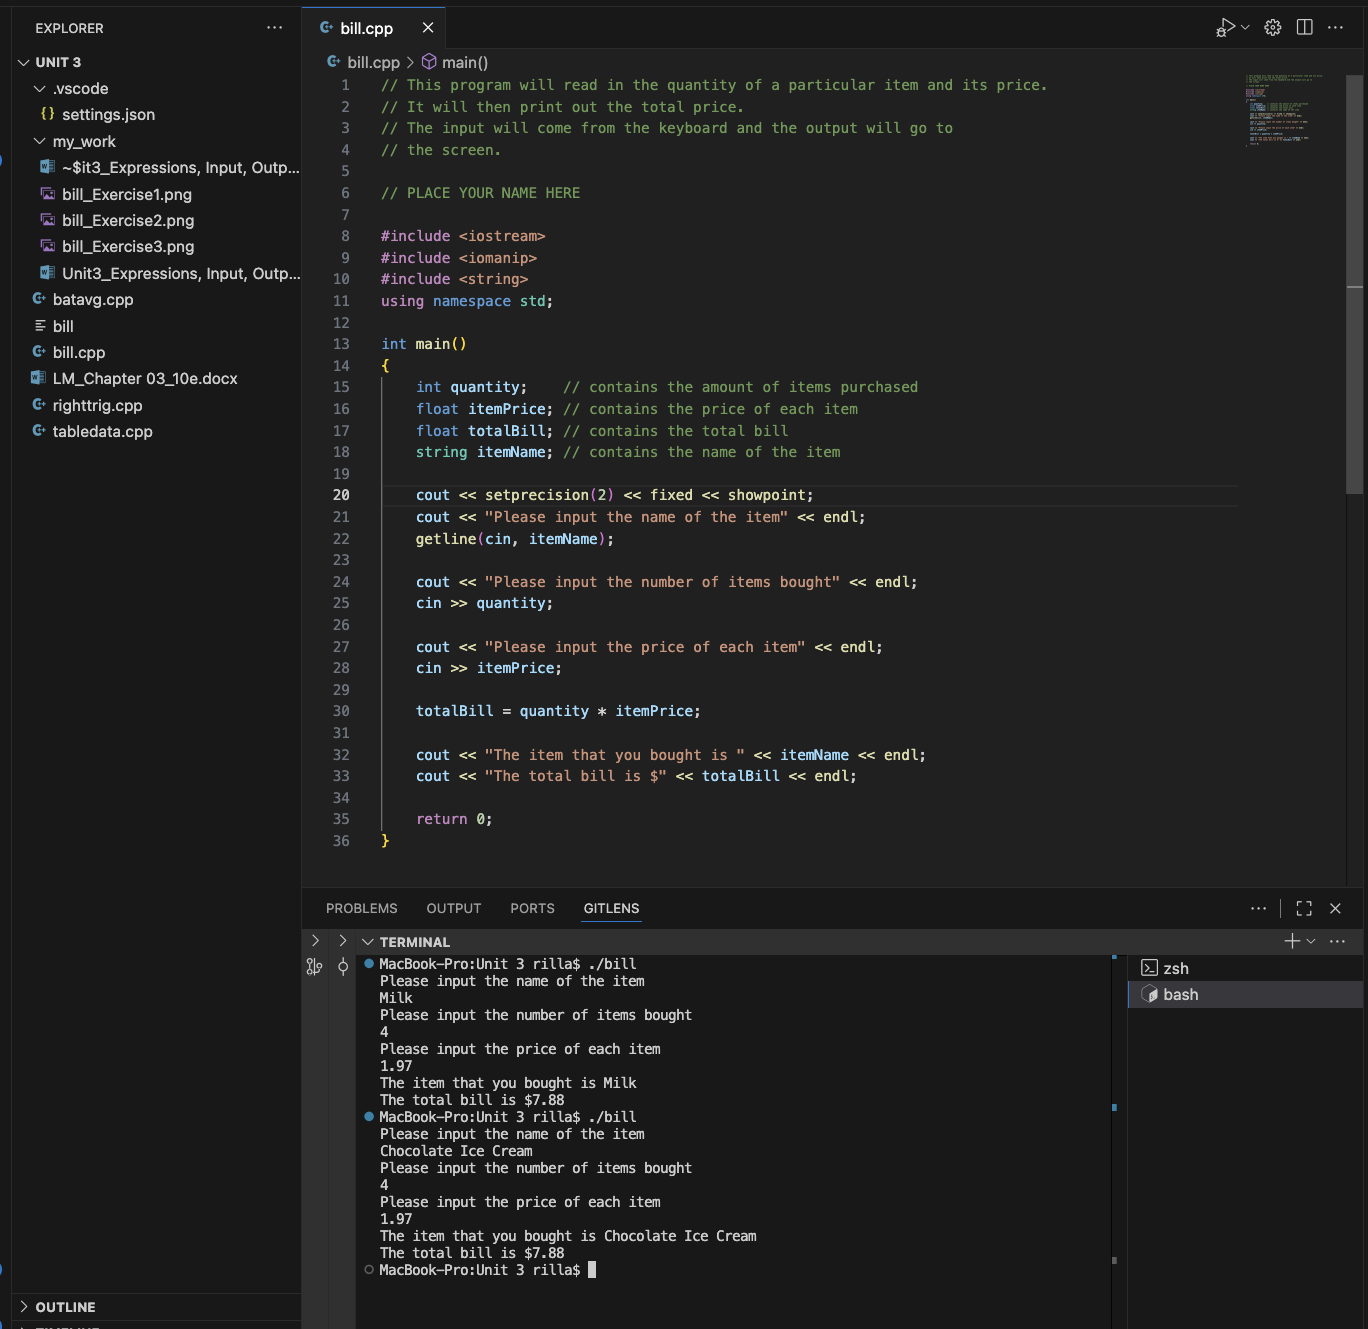 EXPLORER
UNIT 3
.vscode
{} settings.json
my_work
~$it3_Expressions, Input, Outp...
bill_Exercise1.png
bill_Exercise2.png
bill_Exercise3.png
Unit3_Expressions, Input, Outp...
batavg.cpp
bill
bill.cpp
LM_Chapter 03_10e.docx
righttrig.cpp
tabledata.cpp
OUTLINE
bill.cpp
bill.cpp > main()
1 // This program will read in the quantity of a particular item and its price.
2 // It will then print out the total price.
3 // The input will come from the keyboard and the output will go to
4 // the screen.
5
6 // PLACE YOUR NAME HERE
7
8 #include <iostream>
9 #include <iomanip>
10 #include <string>
11 using namespace std;
12
13 int main()
14 {
15 int quantity; // contains the amount of items purchased
16 float itemPrice; // contains the price of each item
17 float totalBill; // contains the total bill
18 string itemName; // contains the name of the item
19
20 cout << setprecision(2) << fixed << showpoint;
21 cout << "Please input the name of the item" << endl;
22 getline(cin, itemName);
23
24 cout << "Please input the number of items bought" << endl;
25 cin >> quantity;
26
27 cout << "Please input the price of each item" << endl;
28 cin >> itemPrice;
29
30 totalBill = quantity * itemPrice;
31
32 cout << "The item that you bought is " << itemName << endl;
33 cout << "The total bill is $" << totalBill << endl;
34
35 return 0;
36 }
PROBLEMS OUTPUT PORTS GITLENS
TERMINAL
MacBook-Pro:Unit 3 rilla$ ./bill
Please input the name of the item
Milk
Please input the number of items bought
4
Please input the price of each item
1.97
The item that you bought is Milk
The total bill is $7.88
MacBook-Pro:Unit 3 rilla$ ./bill
Please input the name of the item
Chocolate Ice Cream
Please input the number of items bought
4
Please input the price of each item
1.97
The item that you bought is Chocolate Ice Cream
The total bill is $7.88
MacBook-Pro:Unit 3 rilla$
zsh
bash